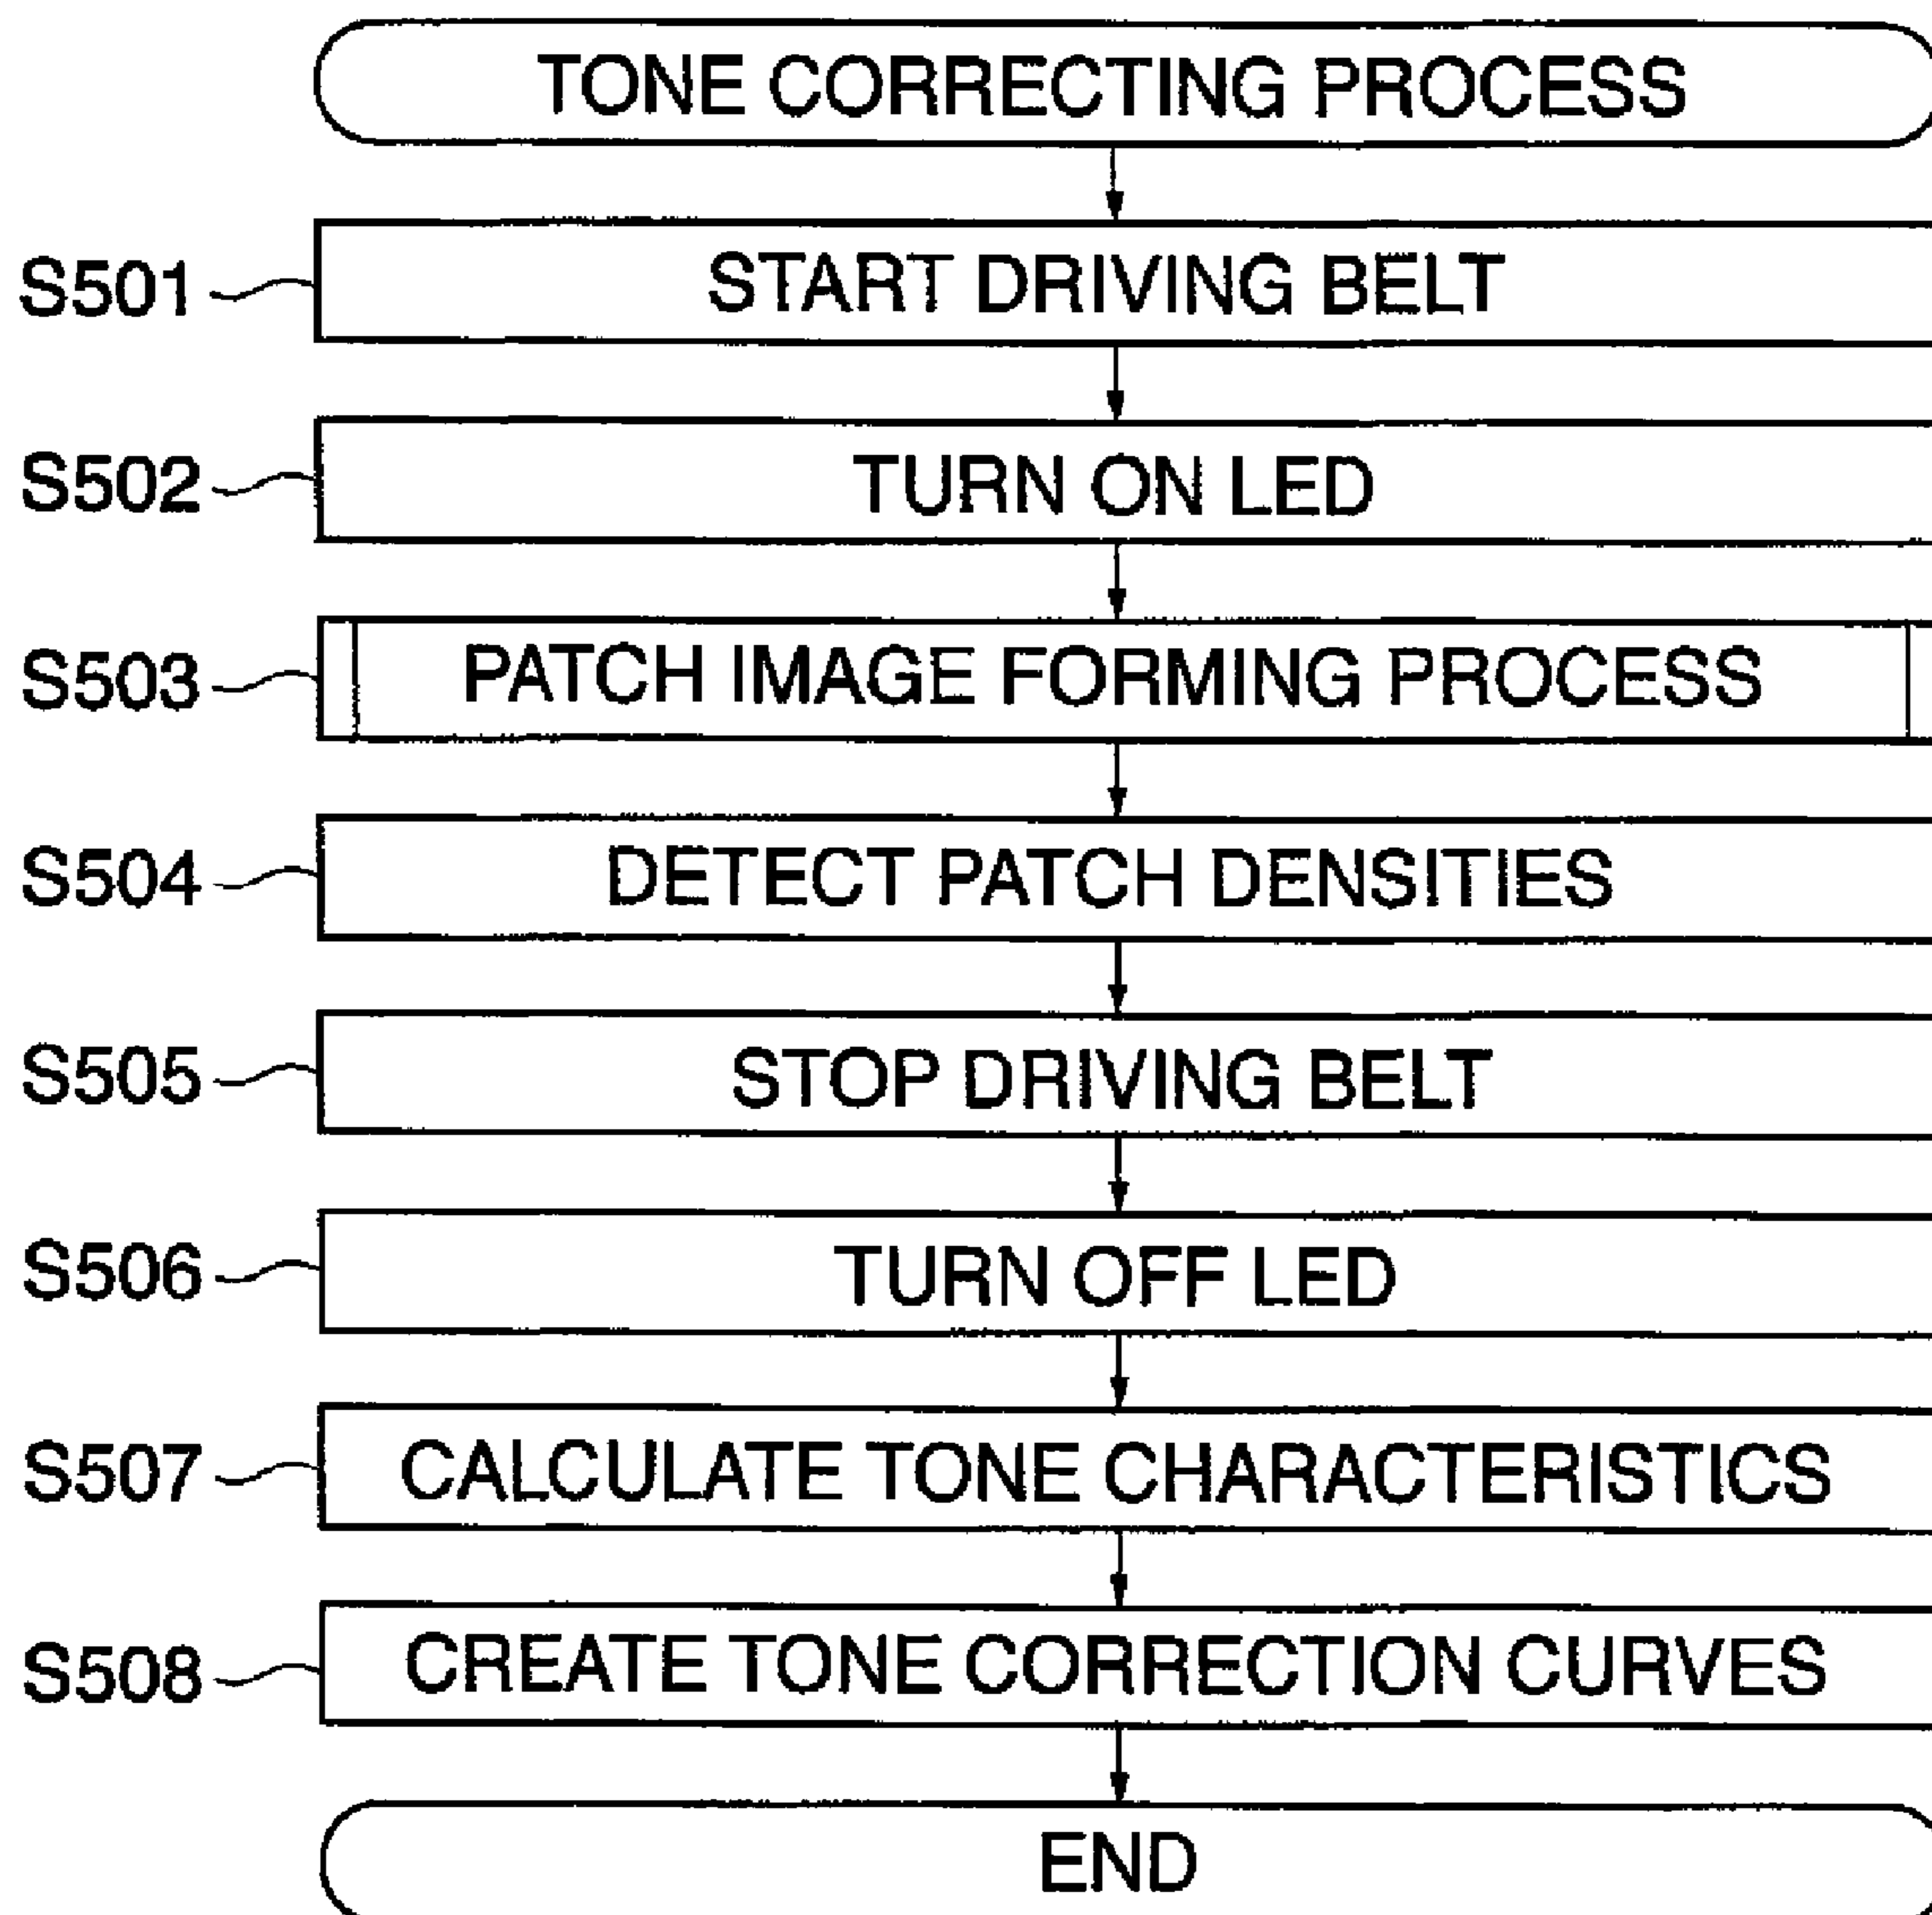 TONE CORRECTING PROCESS
S501 START DRIVING BELT
S502 TURN ON LED
S503 PATCH IMAGE FORMING PROCESS
S504 DETECT PATCH DENSITIES
S505 STOP DRIVING BELT
S506 TURN OFF LED
S507 CALCULATE TONE CHARACTERISTICS
S508 CREATE TONE CORRECTION CURVES
END